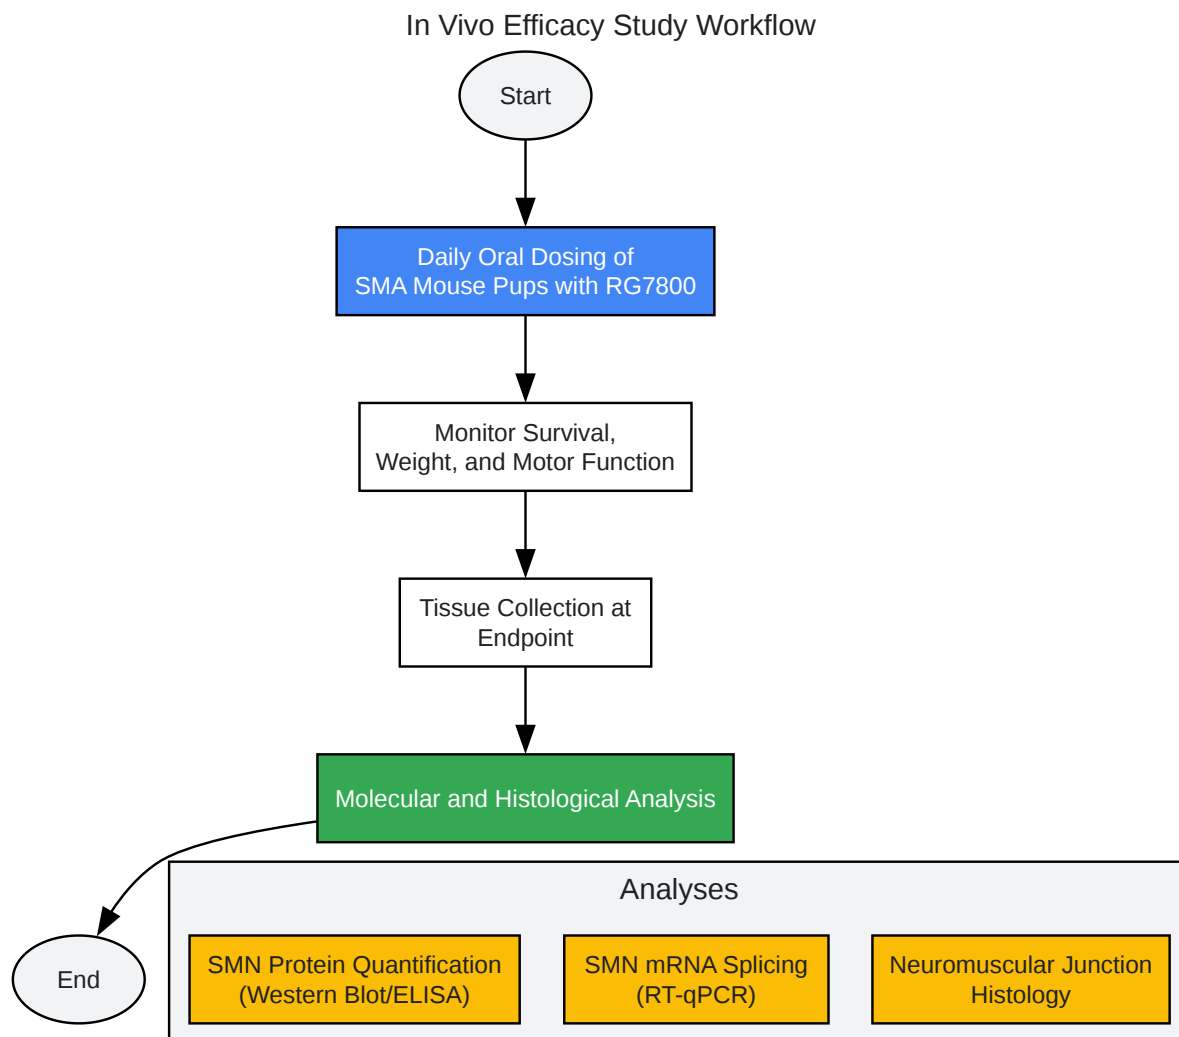 In Vivo Efficacy Study Workflow
Start
Daily Oral Dosing of
SMA Mouse Pups with RG7800
Monitor Survival,
Weight, and Motor Function
Tissue Collection at
Endpoint
Molecular and Histological Analysis
Analyses
End
SMN Protein Quantification
(Western Blot/ELISA)
SMN mRNA Splicing
(RT-qPCR)
Neuromuscular Junction
Histology